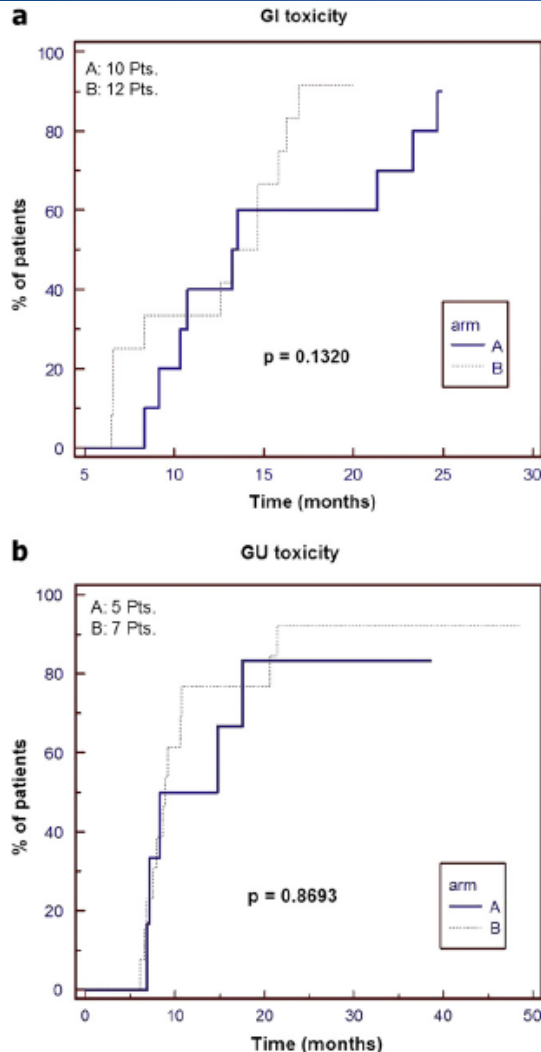 a
GI toxicity
A: 10 Pts.
B: 12 Pts.
% of patients
100
80
60
40
20
0
p = 0.1320
arm
A
B
5 10 15 20 25 30
Time (months)
b
GU toxicity
A: 5 Pts.
B: 7 Pts.
% of patients
100
80
60
40
20
0
p = 0.8693
arm
A
B
0 10 20 30 40 50
Time (months)